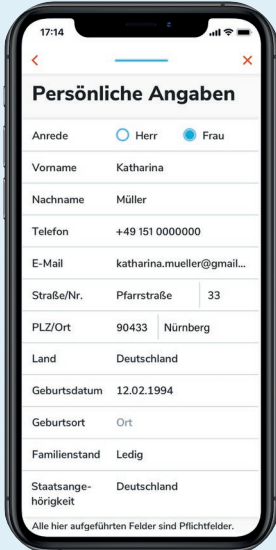 17:14
Persönliche Angaben
Anrede Herr Frau
Vorname Katharina
Nachname Müller
Telefon +49 151 0000000
E-Mail katharina.mueller@gmail...
Straße/Nr. Pfarrstraße 33
PLZ/Ort 90433 Nürnberg
Land Deutschland
Geburtsdatum 12.02.1994
Geburtsort Ort
Familienstand Ledig
Staatsange- Deutschland
hörigkeit
Alle hier aufgeführten Felder sind Pflichtfelder.